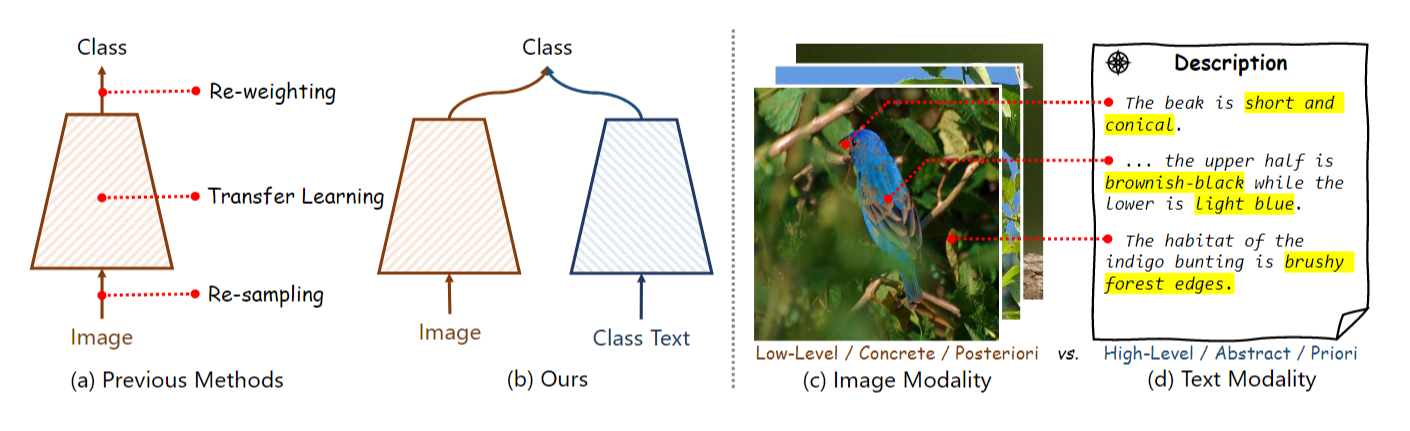 Class
Re-weighting
Transfer Learning
Re-sampling
Image
(a) Previous Methods
Class
Image
Class Text
(b) Ours
Low-Level / Concrete / Posteriori
(c) Image Modality
vs.
Description
The beak is short and
conical.
... the upper half is
brownish-black while the
lower is light blue.
The habitat of the
indigo bunting is brushy
forest edges.
High-Level / Abstract / Priori
(d) Text Modality